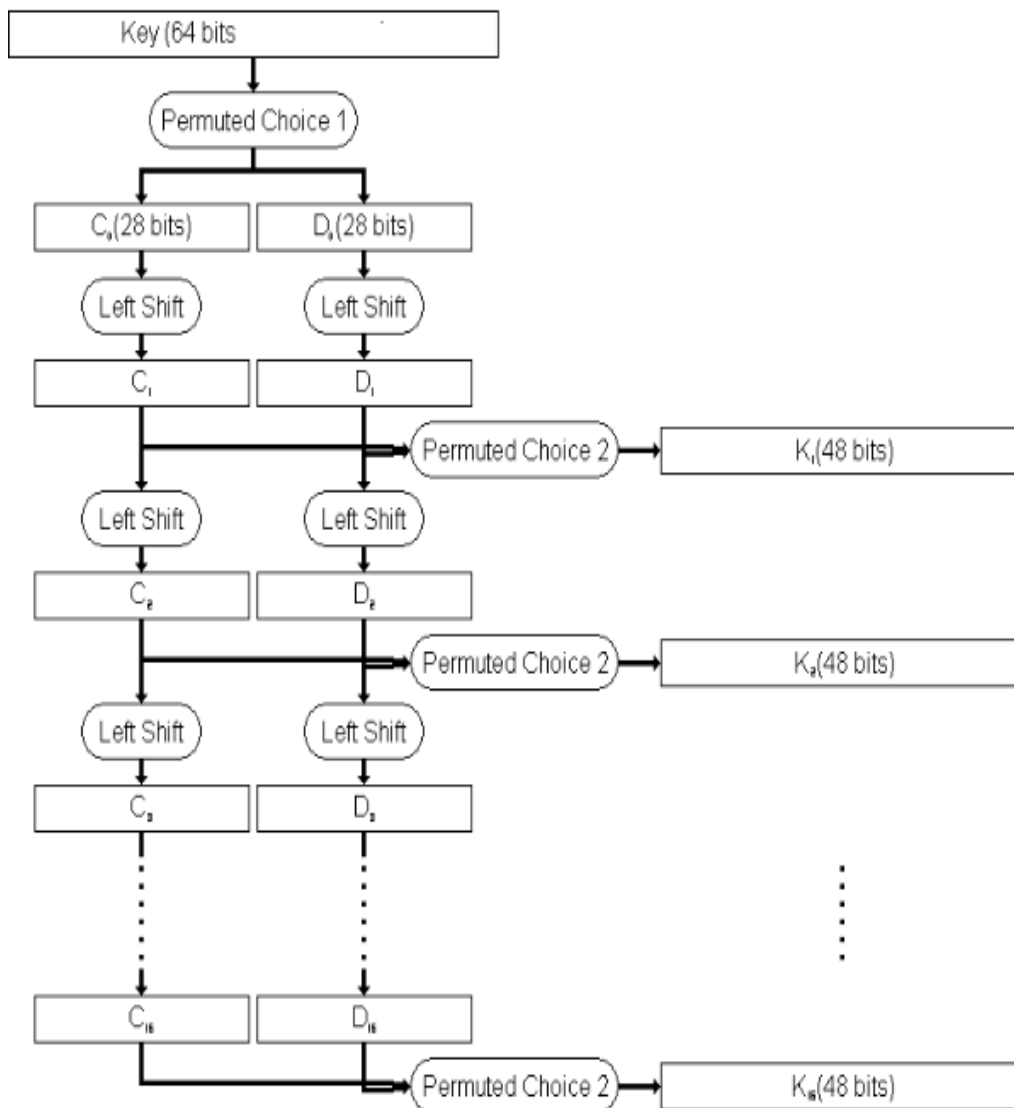 Key (64 bits
Permuted Choice 1
C₀(28 bits) D₀(28 bits)
Left Shift Left Shift
C₁ D₁
Permuted Choice 2 K₁(48 bits)
Left Shift Left Shift
C₂ D₂
Permuted Choice 2 K₂(48 bits)
Left Shift Left Shift
C₃ D₃
C₁₆ D₁₆
Permuted Choice 2 K₁₆(48 bits)